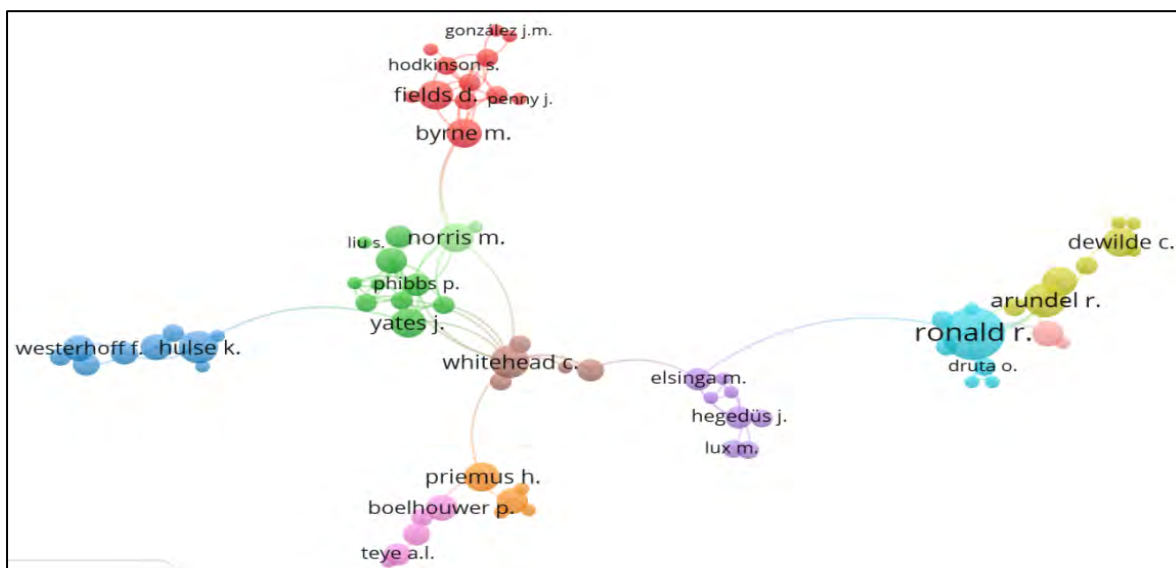 gonzález j.m.
hodkinson s.
fields d.
penny j.
byrne m.
liu s.
norris m.
phibbs p.
yates j.
dewilde c.
arundel r.
ronald r.
druta o.
westerhoff f.
hulse k.
whitehead c.
elsinga m.
hegedüs j.
lux m.
priemus h.
boelhouwer p.
teye a.l.